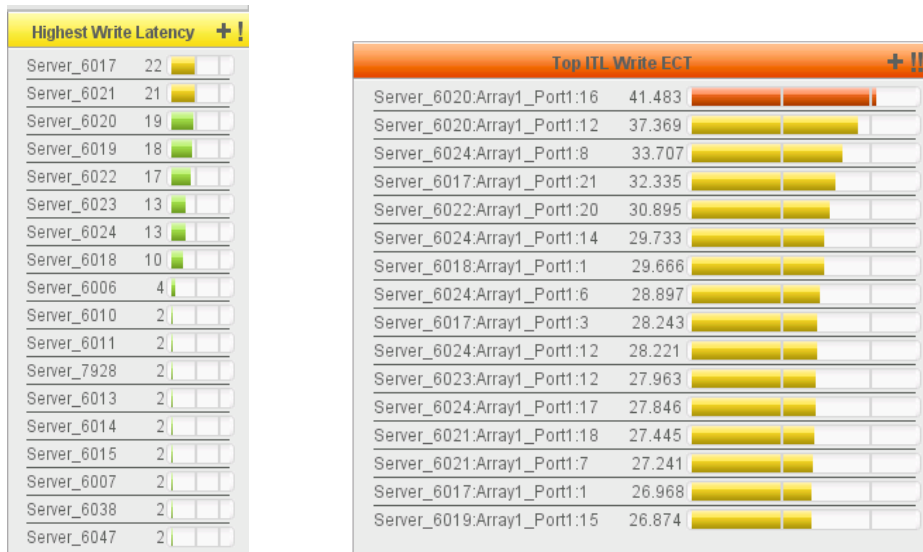 Highest Write Latency + !
Server_6017 22
Server_6021 21
Server_6020 19
Server_6019 18
Server_6022 17
Server_6023 13
Server_6024 13
Server_6018 10
Server_6006 4
Server_6010 2
Server_6011 2
Server_7928 2
Server_6013 2
Server_6014 2
Server_6015 2
Server_6007 2
Server_6038 2
Server_6047 2
Top ITL Write ECT + !!
Server_6020:Array1_Port1:16 41.483
Server_6020:Array1_Port1:12 37.369
Server_6024:Array1_Port1:8 33.707
Server_6017:Array1_Port1:21 32.335
Server_6022:Array1_Port1:20 30.895
Server_6024:Array1_Port1:14 29.733
Server_6018:Array1_Port1:1 29.666
Server_6024:Array1_Port1:6 28.897
Server_6017:Array1_Port1:3 28.243
Server_6024:Array1_Port1:12 28.221
Server_6023:Array1_Port1:12 27.963
Server_6024:Array1_Port1:17 27.846
Server_6021:Array1_Port1:18 27.445
Server_6021:Array1_Port1:7 27.241
Server_6017:Array1_Port1:1 26.968
Server_6019:Array1_Port1:15 26.874